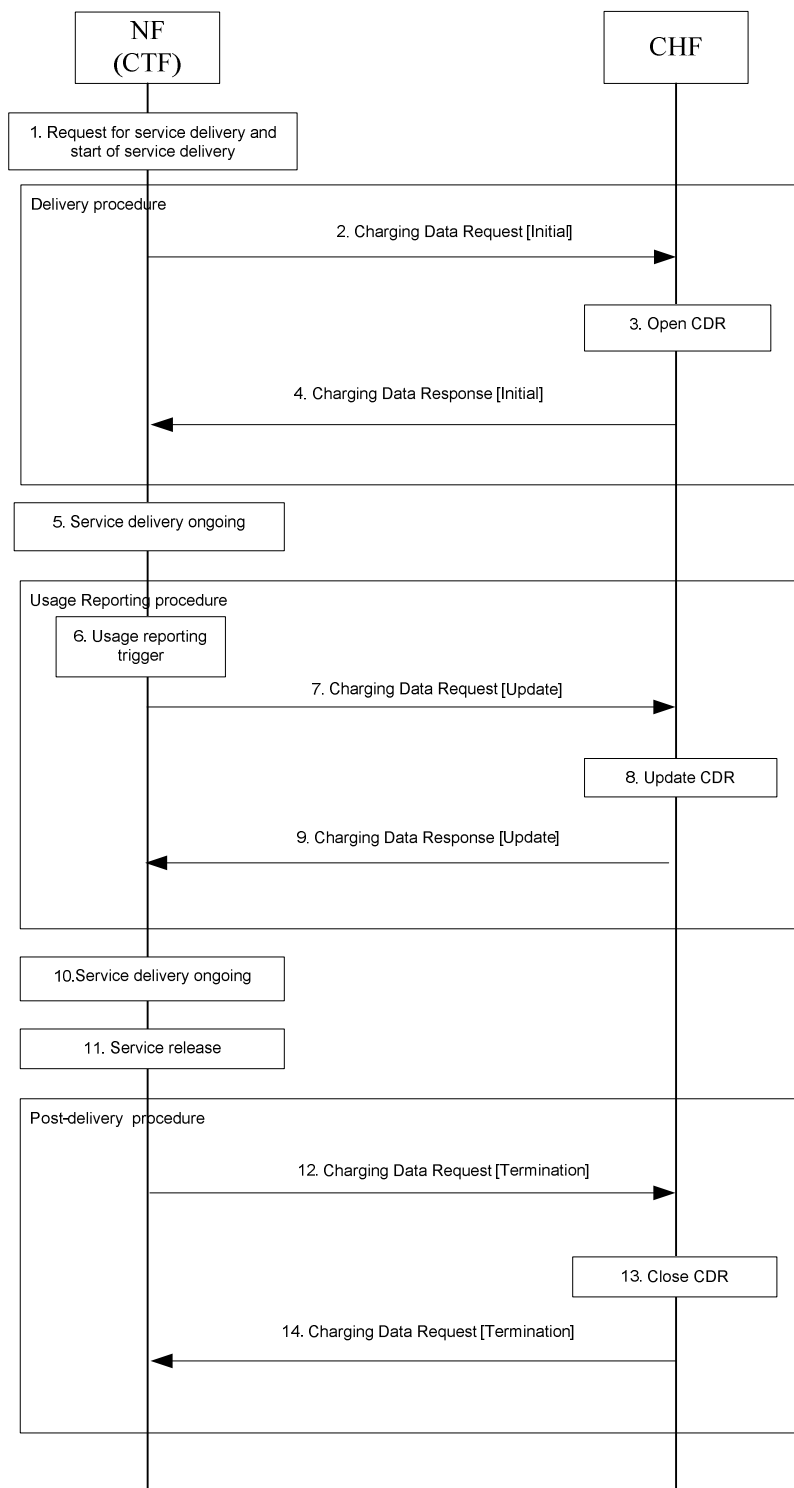 NF
(CTF)
CHF
1. Request for service delivery and
start of service delivery
Delivery procedure
2. Charging Data Request [Initial]
3. Open CDR
4. Charging Data Response [Initial]
5. Service delivery ongoing
Usage Reporting procedure
6. Usage reporting
trigger
7. Charging Data Request [Update]
8. Update CDR
9. Charging Data Response [Update]
10.Service delivery ongoing
11. Service release
Post-delivery procedure
12. Charging Data Request [Termination]
13. Close CDR
14. Charging Data Request [Termination]